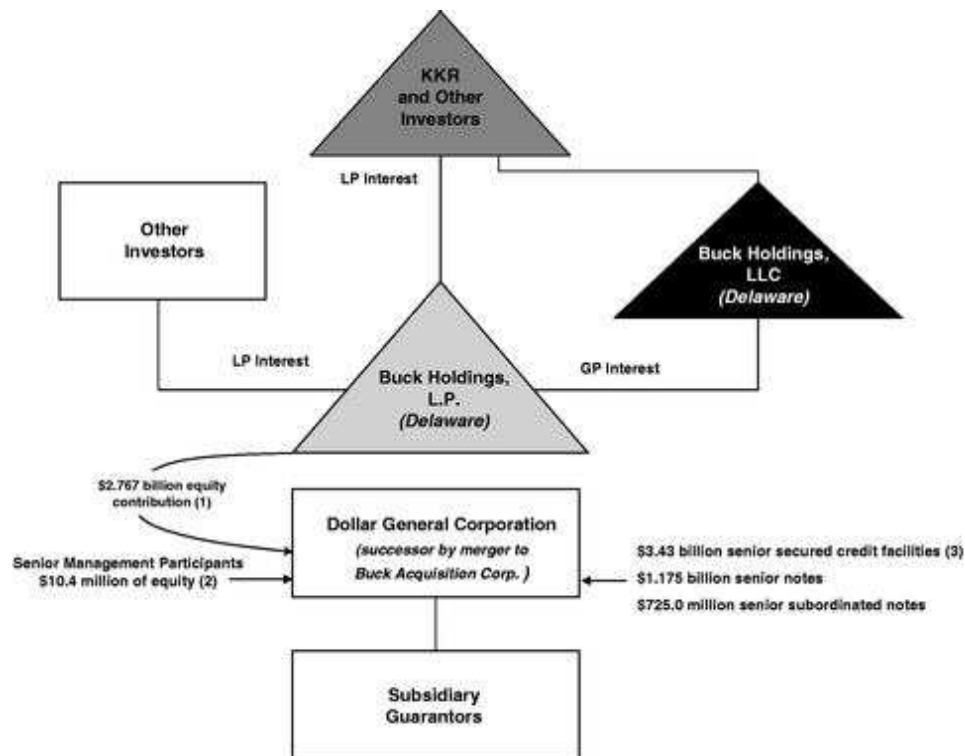 KKR
and Other
Investors
LP Interest
Other
Investors
Buck Holdings,
LLC
(Delaware)
LP Interest
GP Interest
Buck Holdings,
L.P.
(Delaware)
$2.767 billion equity
contribution (1)
Dollar General Corporation
(successor by merger to
Buck Acquisition Corp. )
Senior Management Participants
$10.4 million of equity (2)
$3.43 billion senior secured credit facilities (3)
$1.175 billion senior notes
$725.0 million senior subordinated notes
Subsidiary
Guarantors